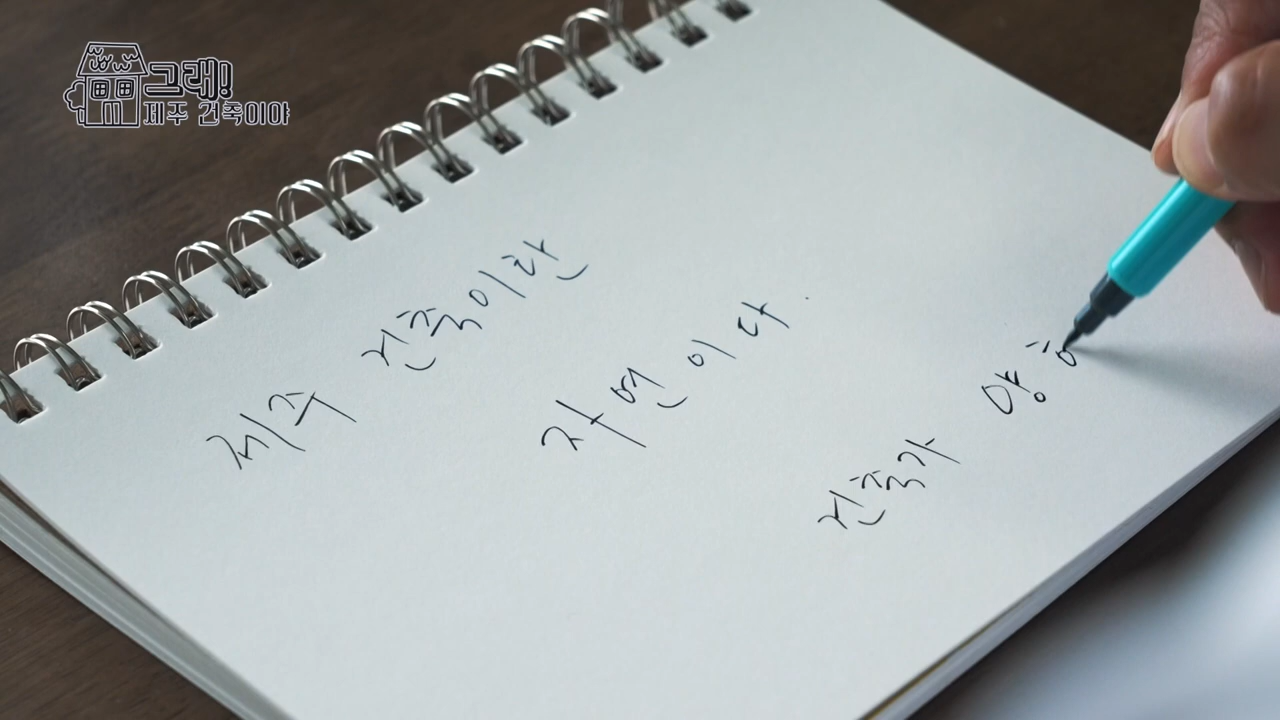 그래!
제주 건축이야
제주 건축이란
자연이다.
건축가 양